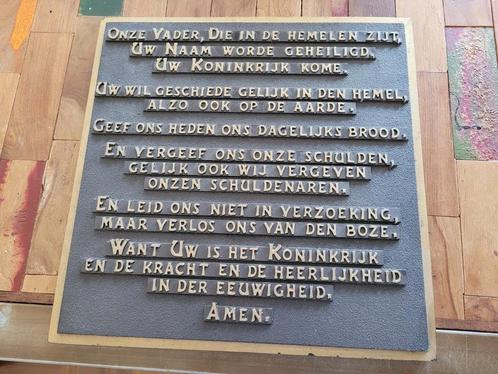 Onze Vader, Die in de hemelen zijt,
Uw Naam worde geheiligd.
Uw Koninkrijk kome.
Uw wil geschiede gelijk in den hemel,
alzo ook op de aarde.
Geef ons heden ons dagelijks brood.
En vergeef ons onze schulden,
gelijk ook wij vergeven
onzen schuldenaren.
En leid ons niet in verzoeking,
maar verlos ons van den boze.
Want Uw is het Koninkrijk
en de kracht en de heerlijkheid
in der eeuwigheid.
Amen.